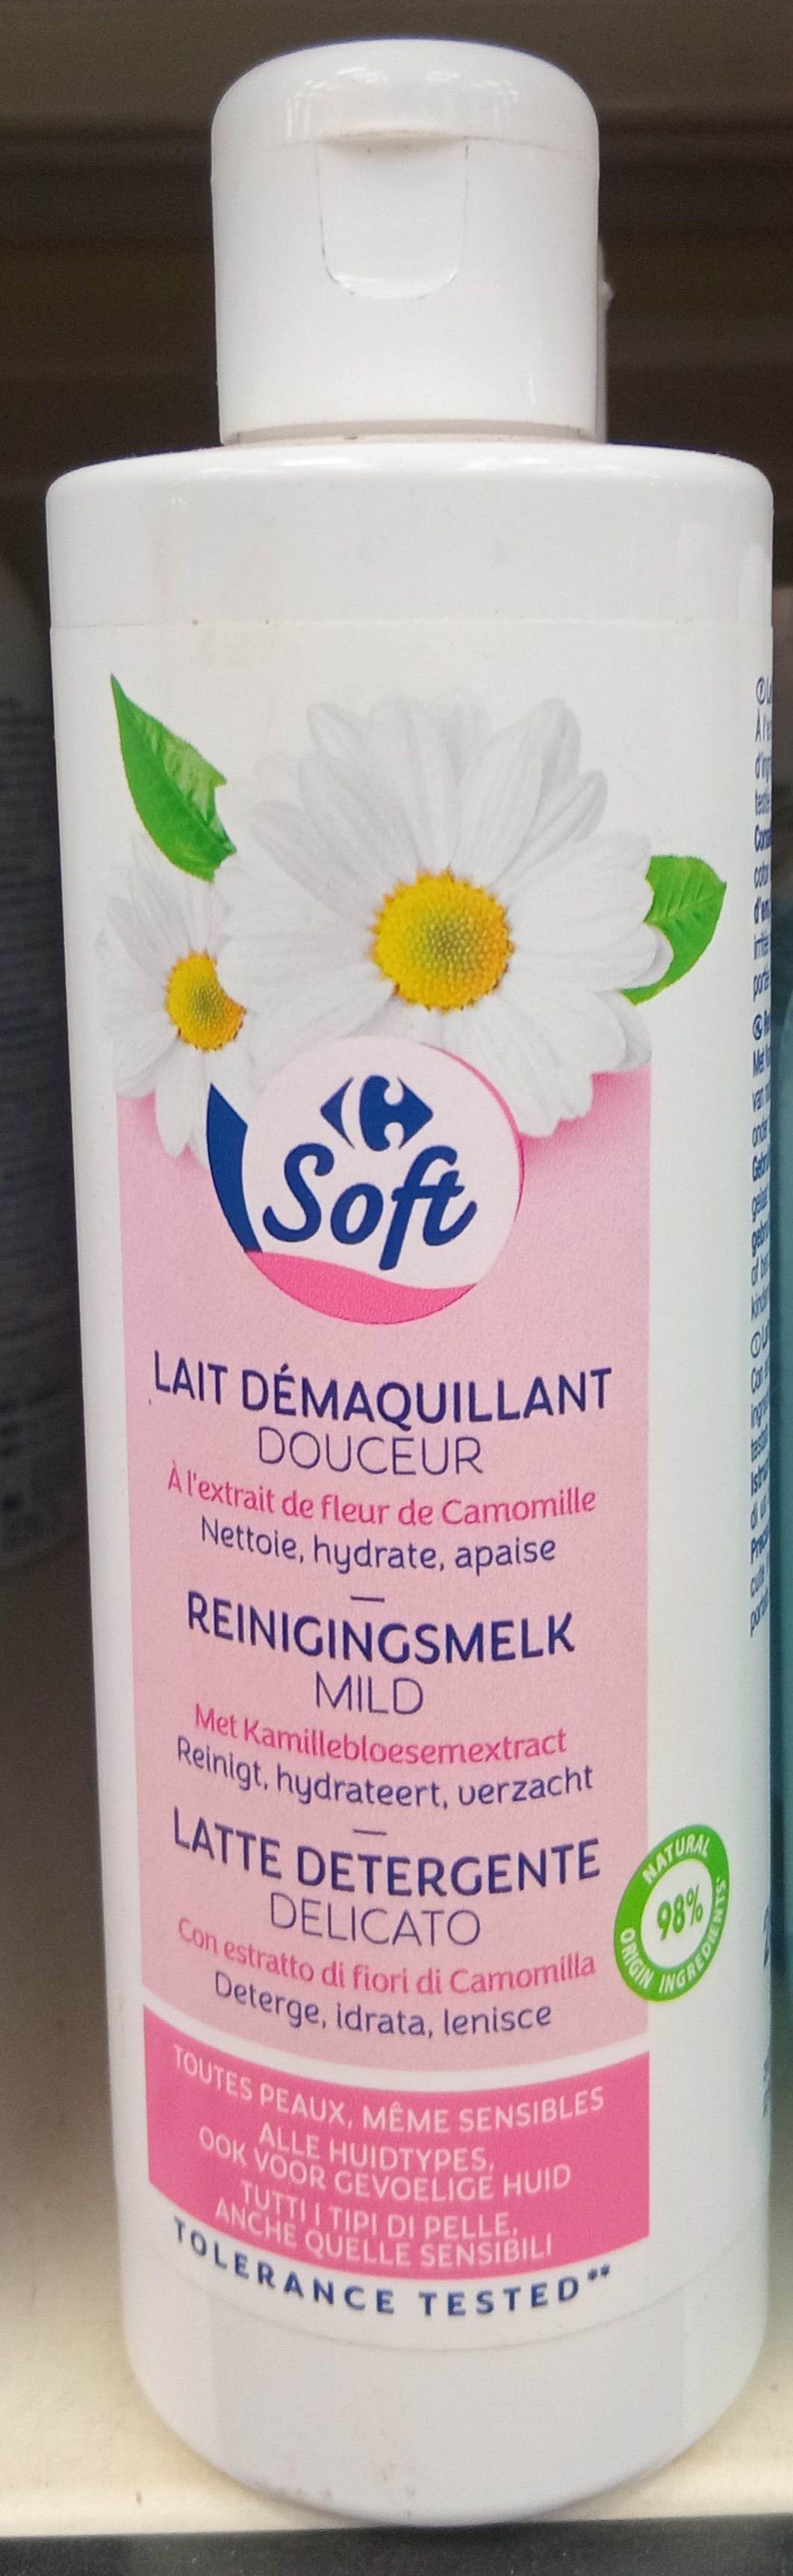 Soft
LAIT DÉMAQUILLANT
DOUCEUR
À l'extrait de fleur de Camomille
Nettoie, hydrate, apaise
—
REINIGINGSMELK
MILD
Met Kamillebloesemextract
Reinigt, hydrateert, verzacht
—
LATTE DETERGENTE
DELICATO
Con estratto di fiori di Camomilla
Deterge, idrata, lenisce
NATURAL
98%
ORIGIN INGREDIENTS*
TOUTES PEAUX, MÊME SENSIBLES
ALLE HUIDTYPES,
OOK VOOR GEVOELIGE HUID
TUTTI I TIPI DI PELLE,
ANCHE QUELLE SENSIBILI
TOLERANCE TESTED**